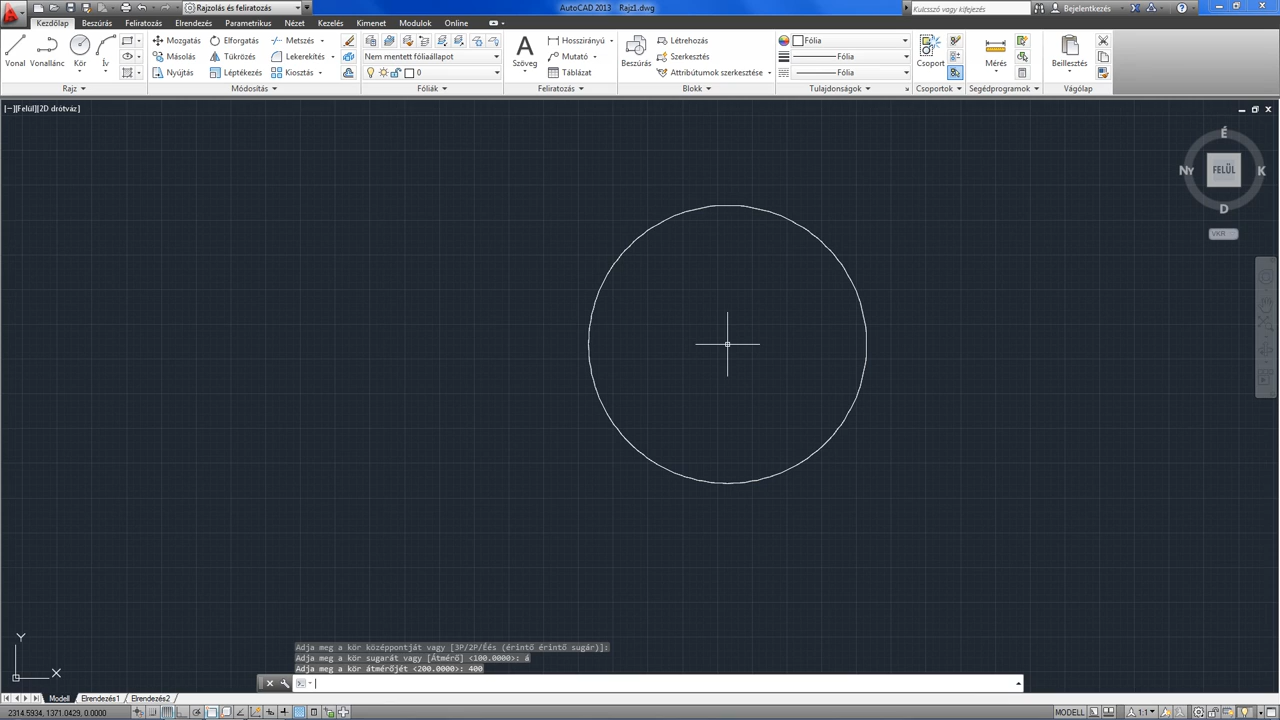 Rajzolás és feliratozás
AutoCAD 2013 Rajz1.dwg
Kulcsszó vagy kifejezés
Bejelentkezés
Kezdőlap Beszúrás Feliratozás Elrendezés Parametrikus Nézet Kezelés Kimenet Modulok Online
Vonal Vonallánc Kör Ív
Mozgatás Elforgatás Metszés
Másolás Tükrözés Lekerekítés
Nyújtás Léptékezés Kiosztás
Nem mentett fóliaállapot
0
Szöveg
Hosszirányú
Mutató
Táblázat
Beszúrás
Létrehozás
Szerkesztés
Attribútumok szerkesztése
Fólia
Fólia
Fólia
Csoport
Mérés
Beillesztés
Rajz Módosítás Fóliák Feliratozás Blokk Tulajdonságok Csoportok Segédprogramok Vágólap
[−][Felül][2D drótváz]
É
Ny FELÜL K
D
VKR
Y
X
Adja meg a kör középpontját vagy [3P/2P/Éés (érintő érintő sugár)]:
Adja meg a kör sugarát vagy [Átmérő] <100.0000>: á
Adja meg a kör átmérőjét <200.0000>: 400
Modell Elrendezés1 Elrendezés2
2314.5934, 1371.0429, 0.0000
MODELL
1:1